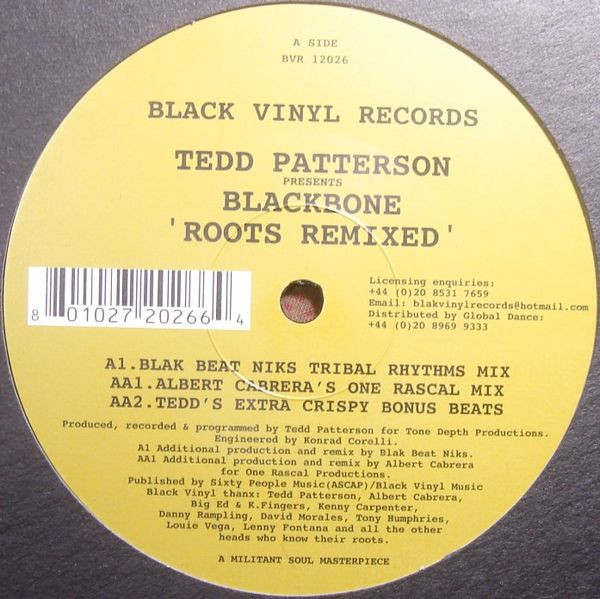 A SIDE
BVR 12026
BLACK VINYL RECORDS
TEDD PATTERSON
PRESENTS
BLACKBONE
'ROOTS REMIXED'
8 01027 20266 4
Licensing enquiries:
+44 (0)20 8531 7659
Email: blakvinylrecords@hotmail.com
Distributed by Global Dance:
+44 (0)20 8969 9333
A1.BLAK BEAT NIKS TRIBAL RHYTHMS MIX
AA1.ALBERT CABRERA'S ONE RASCAL MIX
AA2.TEDD'S EXTRA CRISPY BONUS BEATS
Produced, recorded & programmed by Tedd Patterson for Tone Depth Productions.
Engineered by Konrad Corelli.
A1 Additional production and remix by Blak Beat Niks.
AA1 Additional production and remix by Albert Cabrera
for One Rascal Productions.
Published by Sixty People Music(ASCAP)/Black Vinyl Music
Black Vinyl thanx: Tedd Patterson, Albert Cabrera,
Big Ed & K.Fingers, Kenny Carpenter,
Danny Rampling, David Morales, Tony Humphries,
Louie Vega, Lenny Fontana and all the other
heads who know their roots.
A MILITANT SOUL MASTERPIECE